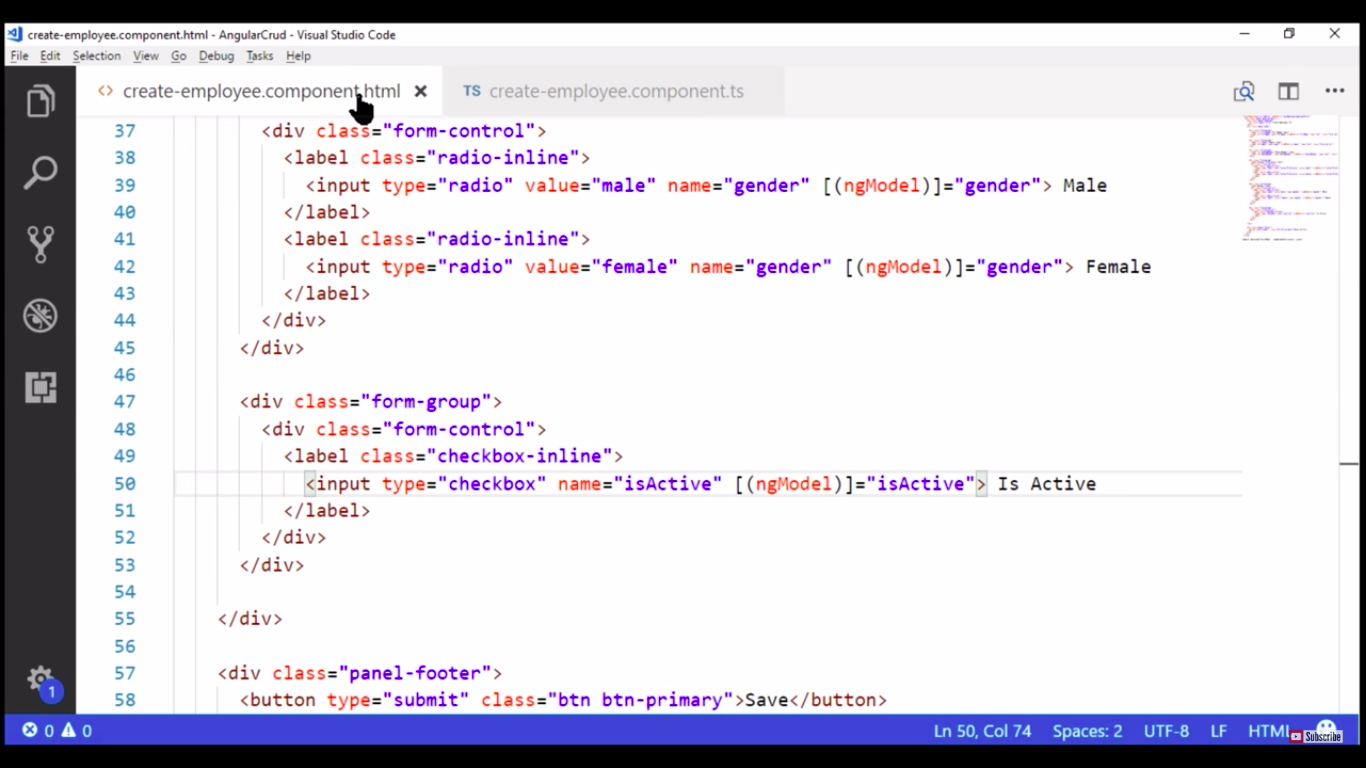 create-employee.component.html - AngularCrud - Visual Studio Code
File Edit Selection View Go Debug Tasks Help
<> create-employee.component.html TS create-employee.component.ts
37 <div class="form-control">
38 <label class="radio-inline">
39 <input type="radio" value="male" name="gender" [(ngModel)]="gender"> Male
40 </label>
41 <label class="radio-inline">
42 <input type="radio" value="female" name="gender" [(ngModel)]="gender"> Female
43 </label>
44 </div>
45 </div>
46
47 <div class="form-group">
48 <div class="form-control">
49 <label class="checkbox-inline">
50 <input type="checkbox" name="isActive" [(ngModel)]="isActive"> Is Active
51 </label>
52 </div>
53 </div>
54
55 </div>
56
57 <div class="panel-footer">
58 <button type="submit" class="btn btn-primary">Save</button>
1
0 0 Ln 50, Col 74 Spaces: 2 UTF-8 LF HTML
Subscribe